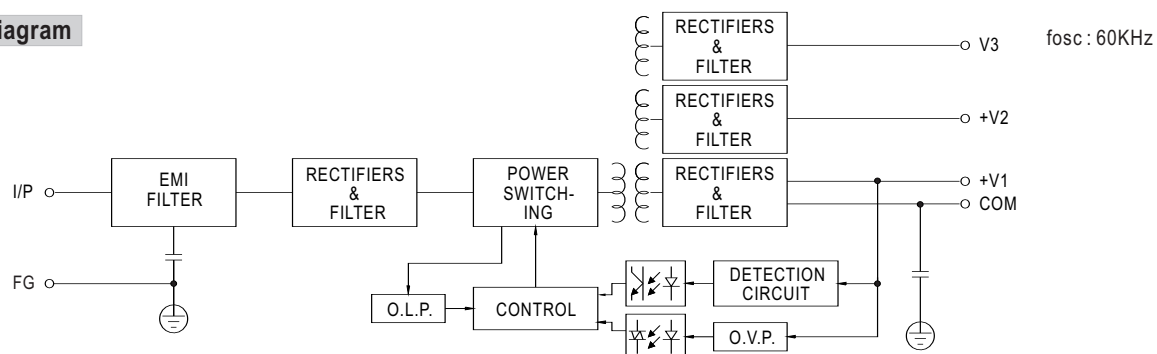 iagram
RECTIFIERS
&
FILTER
V3
fosc : 60KHz
RECTIFIERS
&
FILTER
+V2
I/P
EMI
FILTER
RECTIFIERS
&
FILTER
POWER
SWITCH-
ING
RECTIFIERS
&
FILTER
+V1
COM
FG
O.L.P.
CONTROL
DETECTION
CIRCUIT
O.V.P.